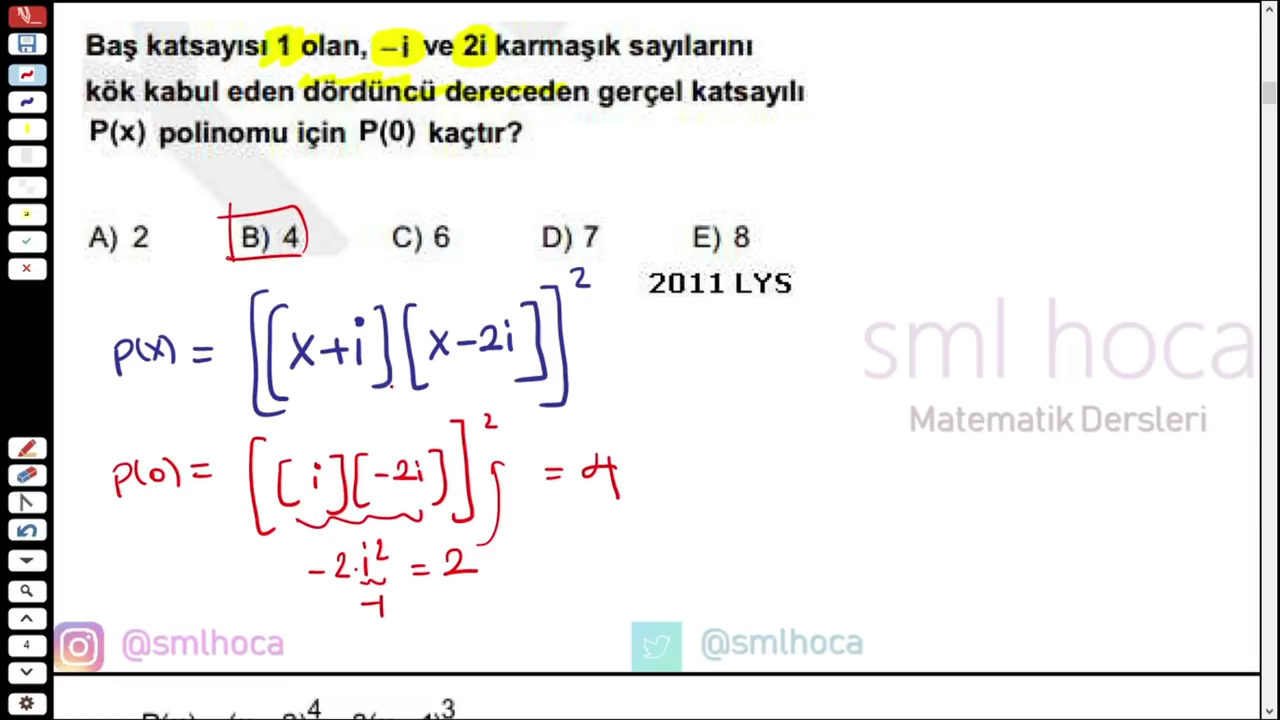 Baş katsayısı 1 olan, –i ve 2i karmaşık sayılarını
kök kabul eden dördüncü dereceden gerçel katsayılı
P(x) polinomu için P(0) kaçtır?
A) 2 B) 4 C) 6 D) 7 E) 8
2011 LYS
p(x) = [[x+i][x-2i]]²
sml hoca
Matematik Dersleri
p(0) = [[i][-2i]]² = 4
-2.i² = 2
-1
@smlhoca @smlhoca
4